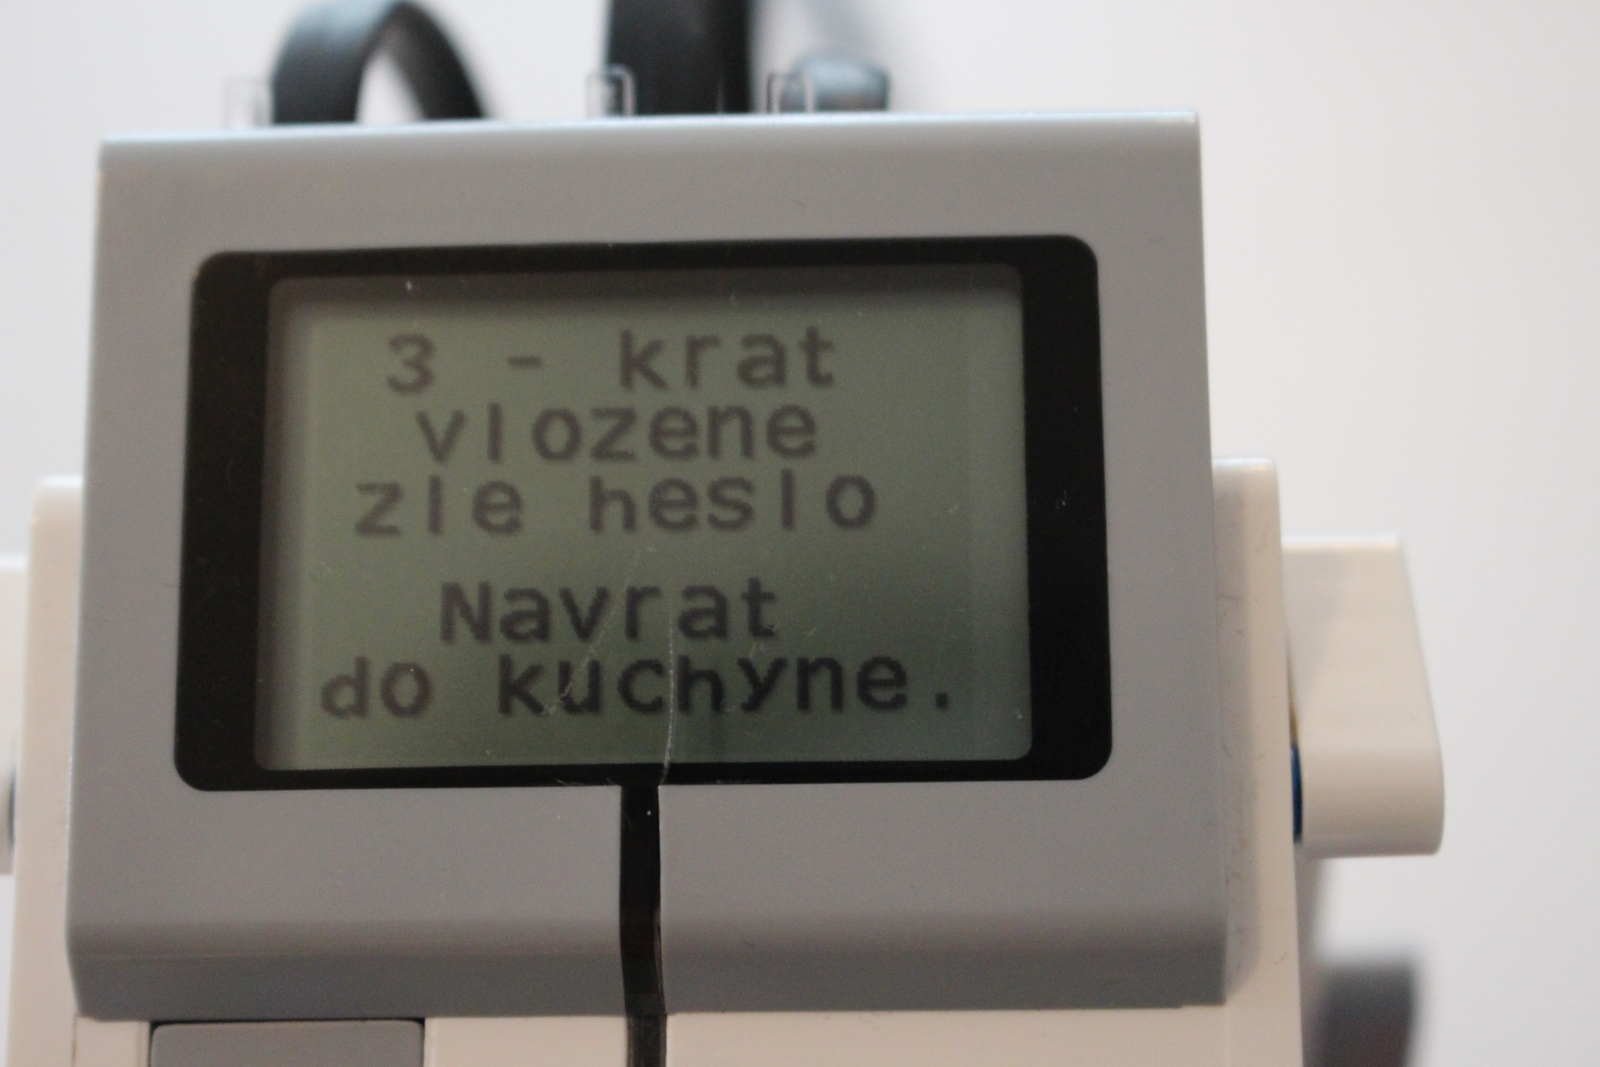 3 - krat
vlozene
zle heslo
Navrat
do kuchyne.